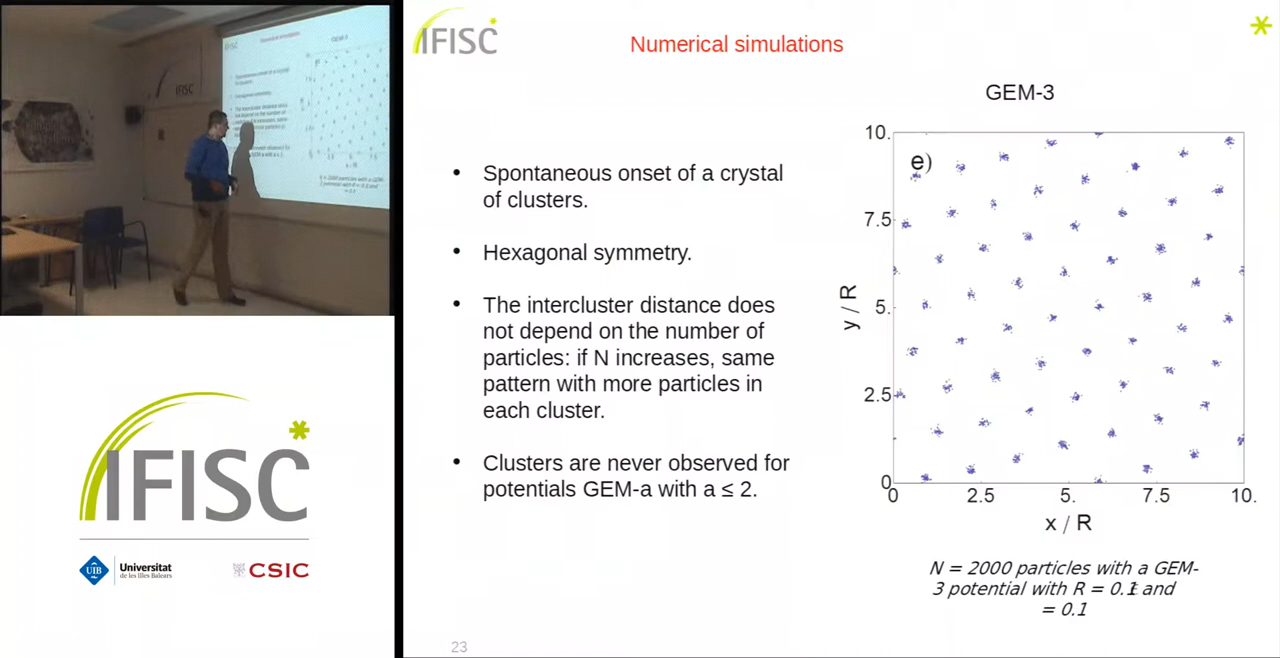 IFISC
Numerical simulations
GEM-3
• Spontaneous onset of a crystal
of clusters.
• Hexagonal symmetry.
• The intercluster distance does
not depend on the number of
particles: if N increases, same
pattern with more particles in
each cluster.
• Clusters are never observed for
potentials GEM-a with a ≤ 2.
e)
10.
7.5
5.
2.5
0
y / R
0 2.5 5. 7.5 10.
x / R
N = 2000 particles with a GEM-
3 potential with R = 0.1 and
= 0.1
23
IFISC
UIB Universitat
de les Illes Balears
CSIC